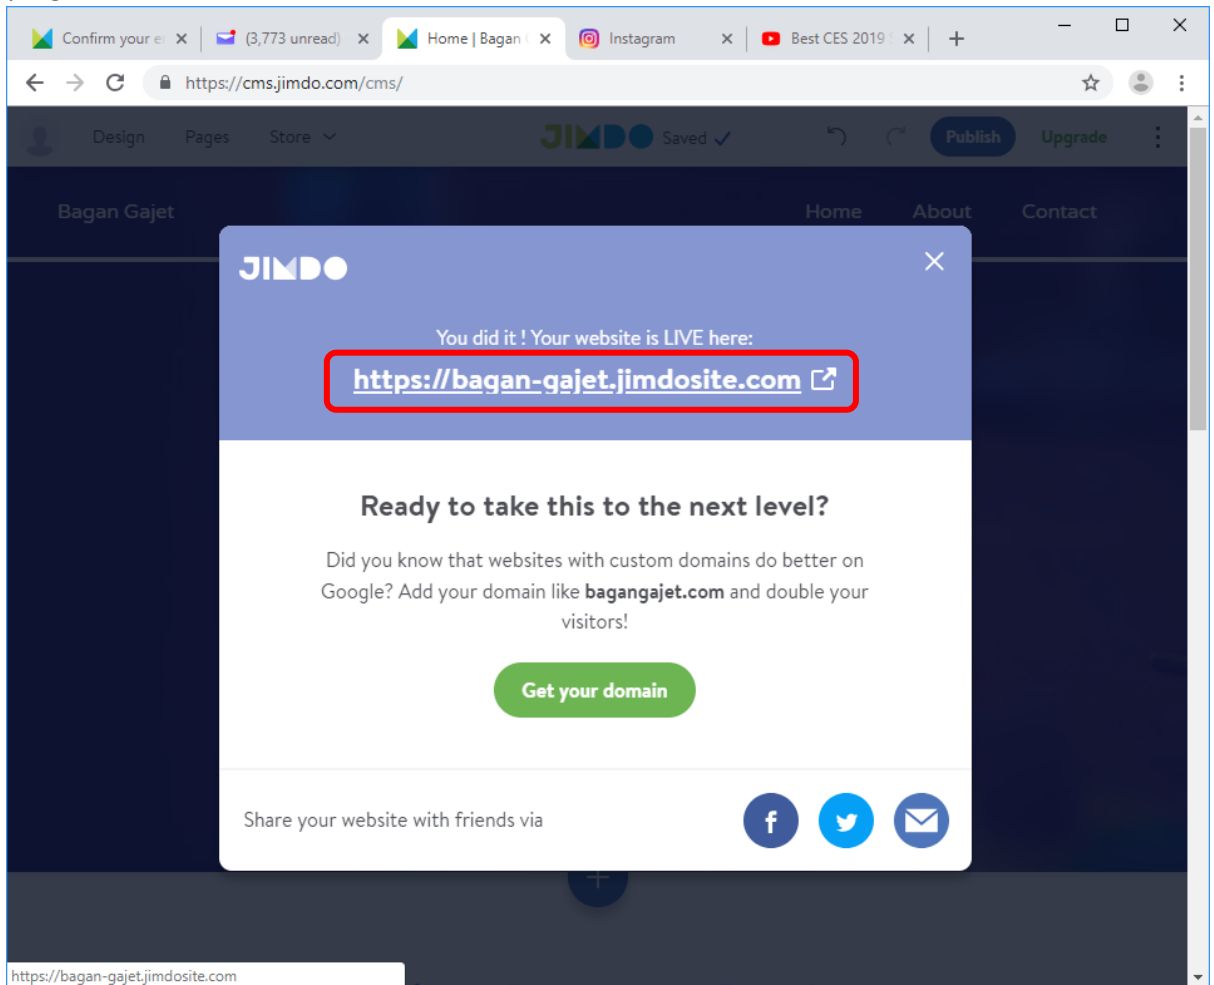 Confirm your e
(3,773 unread)
Home | Bagan
Instagram
Best CES 2019
https://cms.jimdo.com/cms/
Design
Pages
Store
JIMDO
Saved
Publish
Upgrade
Bagan Gajet
Home
About
Contact
JIMDO
You did it ! Your website is LIVE here:
https://bagan-gajet.jimdosite.com
Ready to take this to the next level?
Did you know that websites with custom domains do better on
Google? Add your domain like bagangajet.com and double your
visitors!
Get your domain
Share your website with friends via
https://bagan-gajet.jimdosite.com